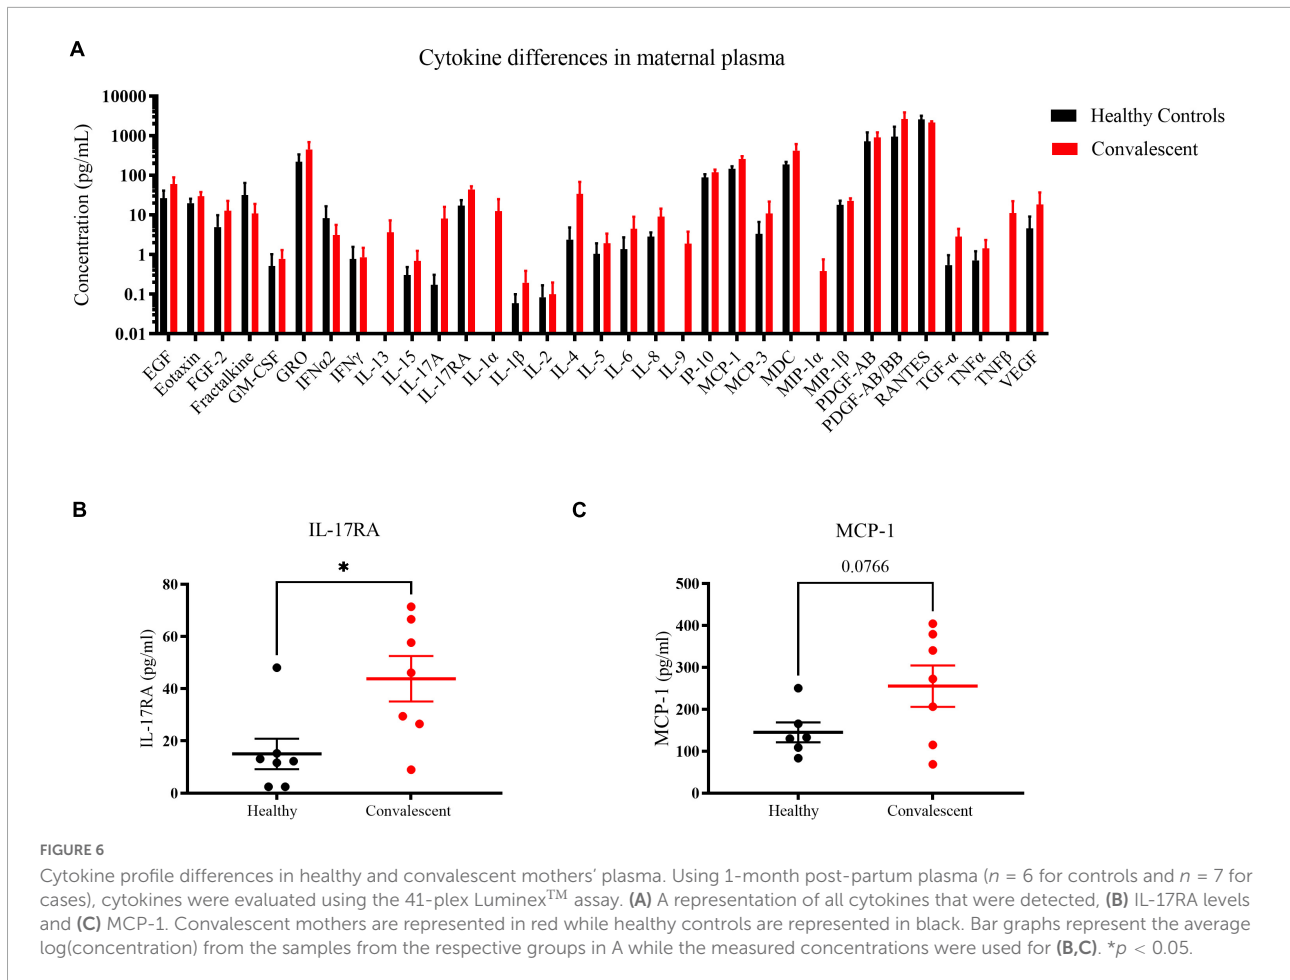 A
Cytokine differences in maternal plasma
Concentration (pg/mL)
10000
1000
100
10
1
0.1
0.01
Healthy Controls
Convalescent
EGF
Eotaxin
FGF-2
Fractalkine
GM-CSF
GRO
IFNα2
IFNγ
IL-13
IL-15
IL-17A
IL-17RA
IL-1α
IL-1β
IL-2
IL-4
IL-5
IL-6
IL-8
IL-9
IP-10
MCP-1
MCP-3
MDC
MIP-1α
MIP-1β
PDGF-AB
PDGF-AB/BB
RANTES
TGF-α
TNFα
TNFβ
VEGF
B
IL-17RA
*
IL-17RA (pg/ml)
80
60
40
20
0
Healthy
Convalescent
C
MCP-1
0.0766
MCP-1 (pg/ml)
500
400
300
200
100
0
Healthy
Convalescent
FIGURE 6
Cytokine profile differences in healthy and convalescent mothers’ plasma. Using 1-month post-partum plasma (n = 6 for controls and n = 7 for
cases), cytokines were evaluated using the 41-plex Luminex™ assay. (A) A representation of all cytokines that were detected, (B) IL-17RA levels
and (C) MCP-1. Convalescent mothers are represented in red while healthy controls are represented in black. Bar graphs represent the average
log(concentration) from the samples from the respective groups in A while the measured concentrations were used for (B,C). *p < 0.05.